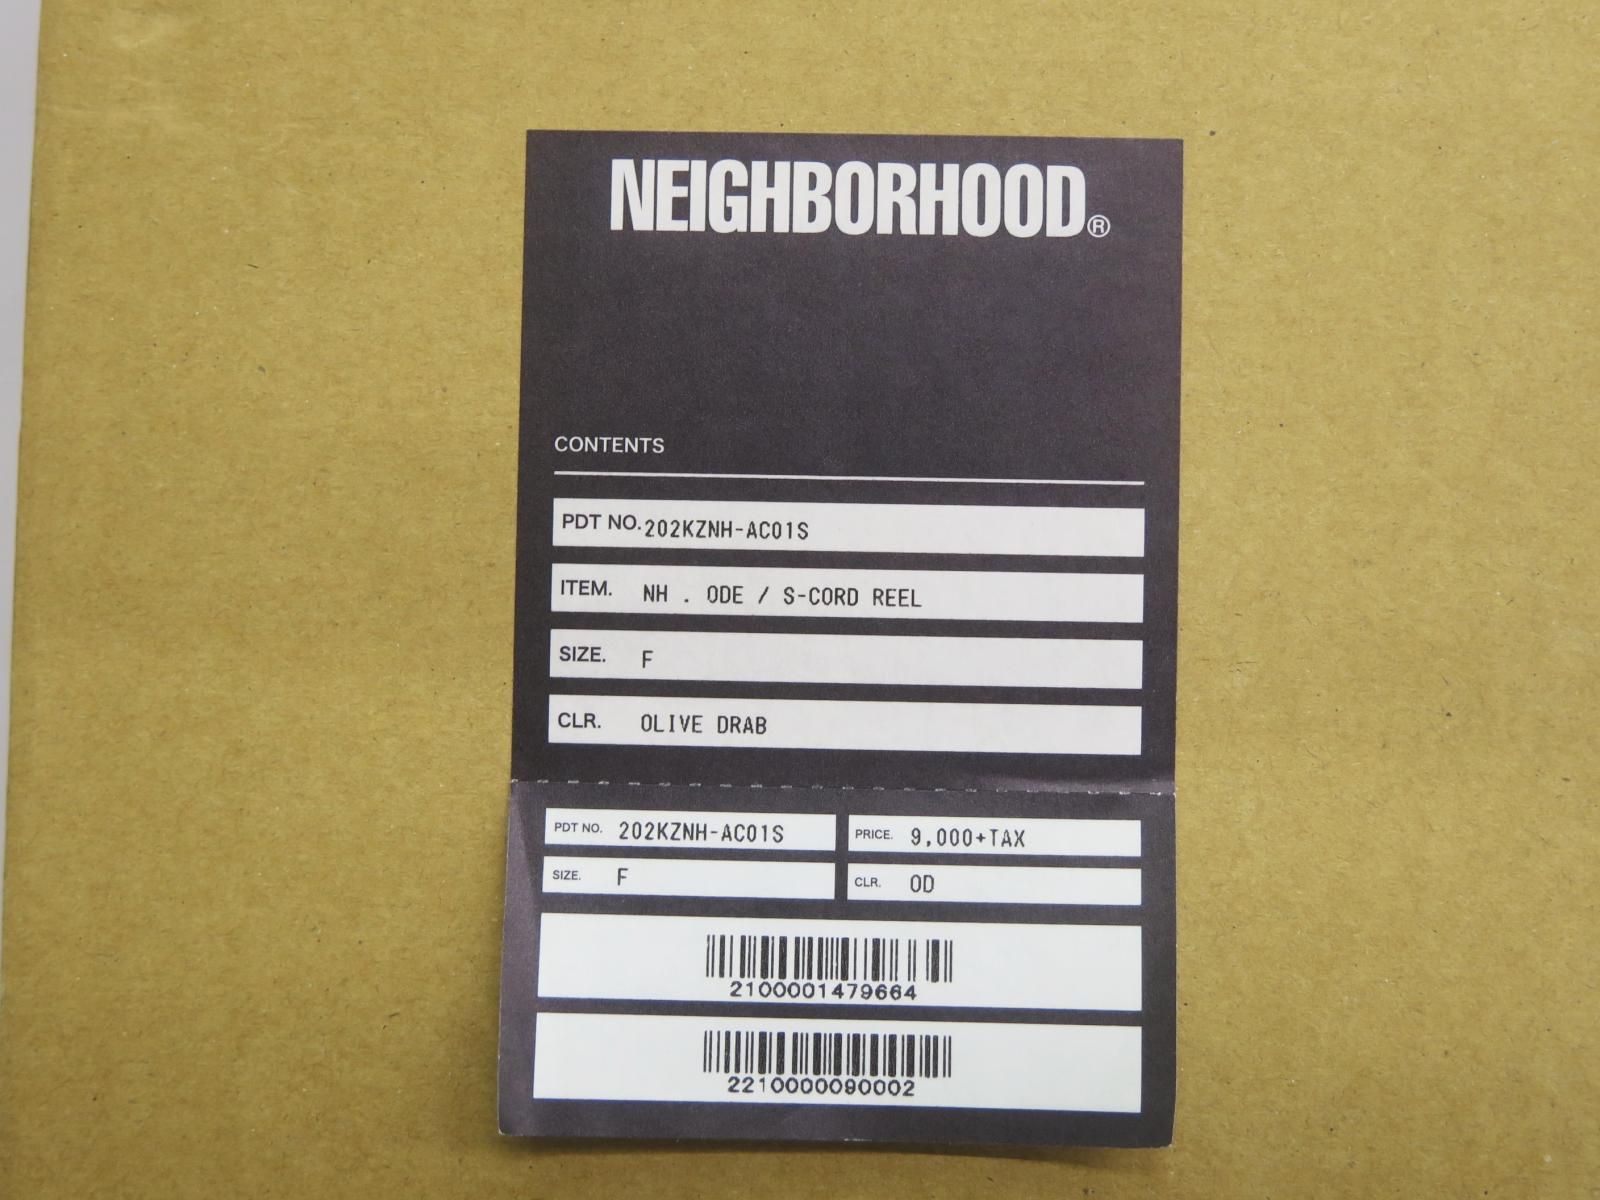 NEIGHBORHOOD®
CONTENTS
PDT NO. 202KZNH-AC01S
ITEM. NH . ODE / S-CORD REEL
SIZE. F
CLR. OLIVE DRAB
PDT NO. 202KZNH-AC01S
PRICE. 9,000+TAX
SIZE. F
CLR. OD
2100001479664
2210000090002